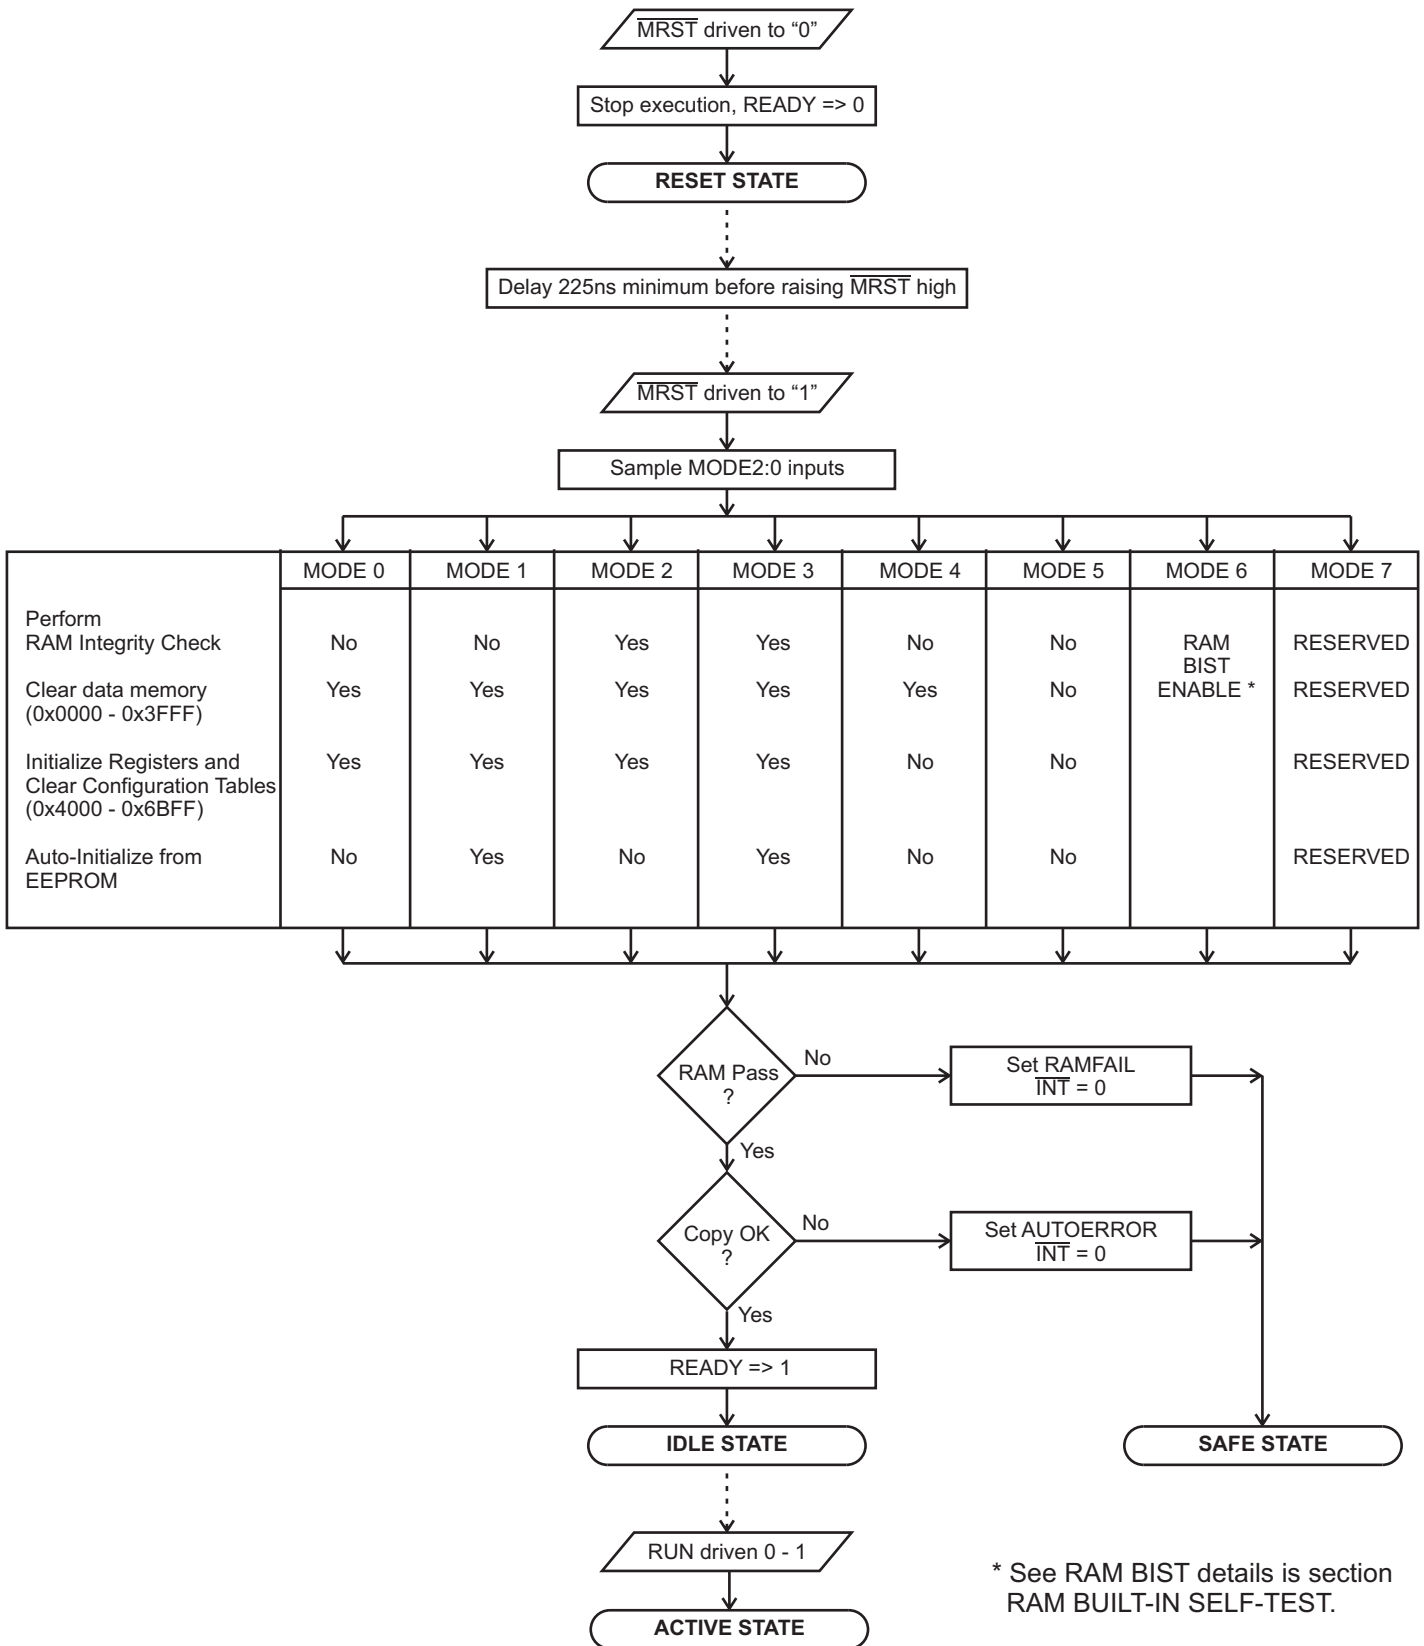 MRST driven to “0”
Stop execution, READY => 0
RESET STATE
Delay 225ns minimum before raising MRST high
MRST driven to “1”
Sample MODE2:0 inputs
MODE 0 MODE 1 MODE 2 MODE 3 MODE 4 MODE 5 MODE 6 MODE 7
Perform
RAM Integrity Check No No Yes Yes No No RAM RESERVED
BIST
Clear data memory Yes Yes Yes Yes Yes No ENABLE * RESERVED
(0x0000 - 0x3FFF)
Initialize Registers and Yes Yes Yes Yes No No RESERVED
Clear Configuration Tables
(0x4000 - 0x6BFF)
Auto-Initialize from No Yes No Yes No No RESERVED
EEPROM
RAM Pass
?
No
Set RAMFAIL
INT = 0
Yes
Copy OK
?
No
Set AUTOERROR
INT = 0
Yes
READY => 1
IDLE STATE
SAFE STATE
RUN driven 0 - 1
ACTIVE STATE
* See RAM BIST details is section
RAM BUILT-IN SELF-TEST.